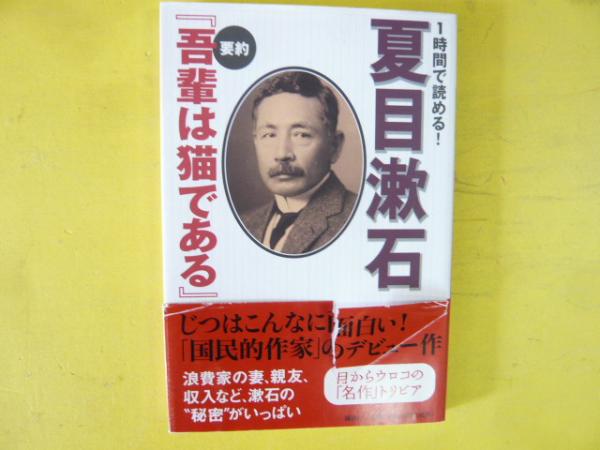 1時間で読める!
夏目漱石
要約
『吾輩は猫である』
じつはこんなに面白い!
「国民的作家」のデビュー作
浪費家の妻、親友、
収入など、漱石の
"秘密"がいっぱい
目からウロコの
「名作」トリビア